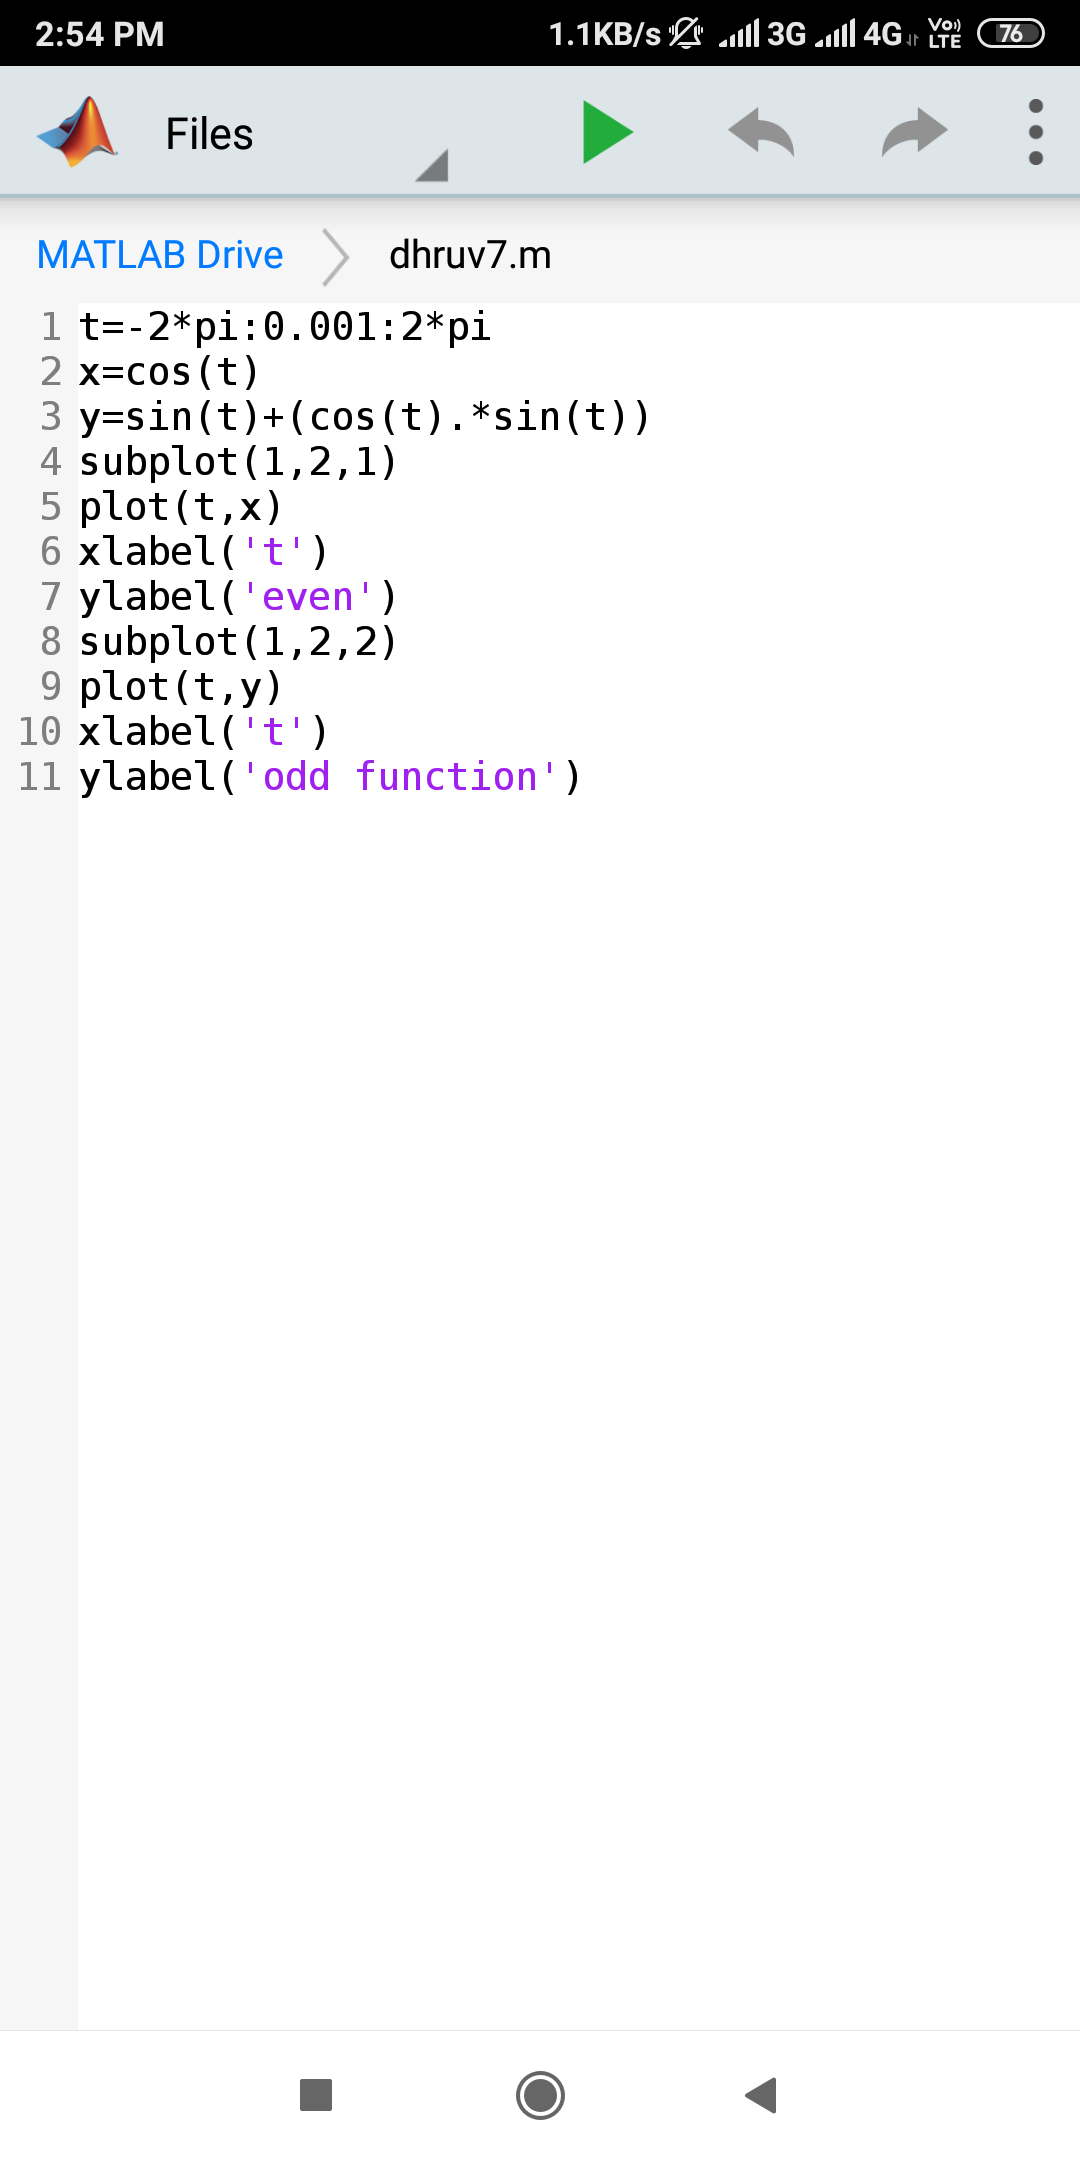 2:54 PM 1.1KB/s 3G 4G VoLTE 76
Files
MATLAB Drive dhruv7.m
1 t=-2*pi:0.001:2*pi
2 x=cos(t)
3 y=sin(t)+(cos(t).*sin(t))
4 subplot(1,2,1)
5 plot(t,x)
6 xlabel('t')
7 ylabel('even')
8 subplot(1,2,2)
9 plot(t,y)
10 xlabel('t')
11 ylabel('odd function')